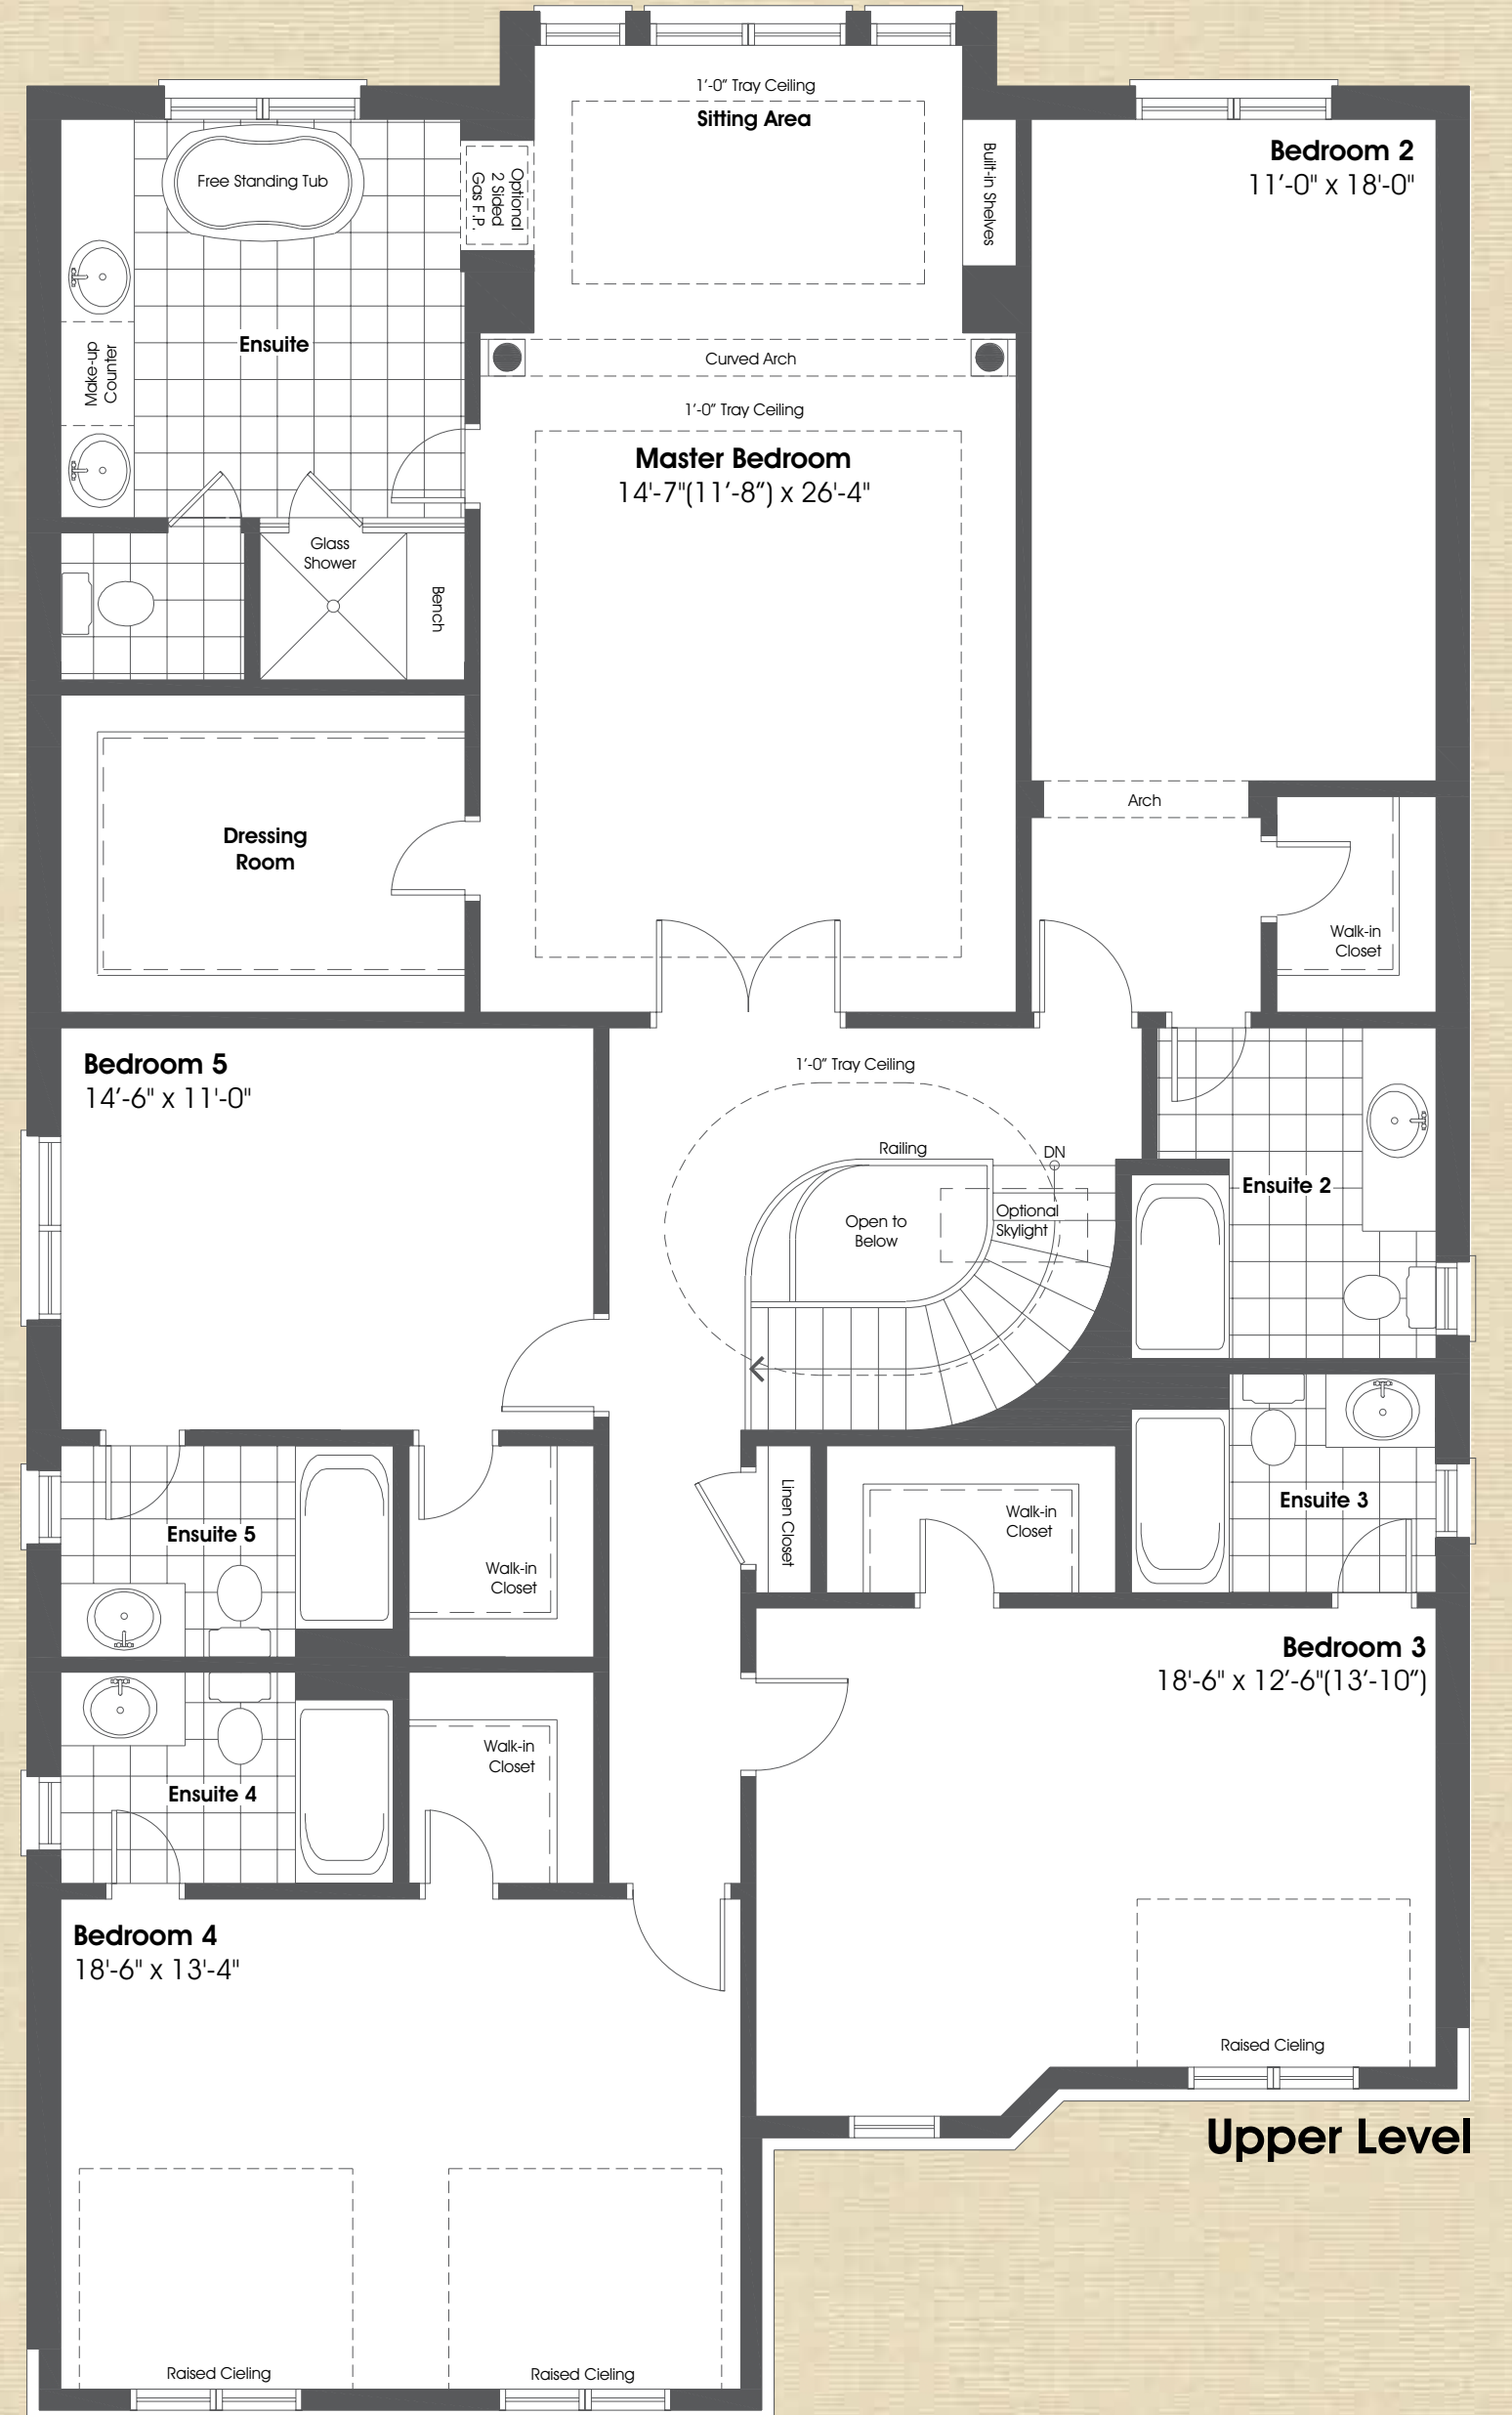 1'-0" Tray Ceiling
Sitting Area
Built-in Shelves
Bedroom 2
11'-0" x 18'-0"
Free Standing Tub
Optional
2 Sided
Gas F.P.
Ensuite
Make-up
Counter
Curved Arch
1'-0" Tray Ceiling
Master Bedroom
14'-7"(11'-8") x 26'-4"
Glass
Shower
Bench
Dressing
Room
Arch
Walk-in
Closet
Bedroom 5
14'-6" x 11'-0"
1'-0" Tray Ceiling
Railing
DN
Open to
Below
Optional
Skylight
Ensuite 2
Ensuite 5
Walk-in
Closet
Linen Closet
Walk-in
Closet
Ensuite 3
Bedroom 3
18'-6" x 12'-6"(13'-10")
Walk-in
Closet
Ensuite 4
Bedroom 4
18'-6" x 13'-4"
Raised Cieling
Upper Level
Raised Cieling
Raised Cieling